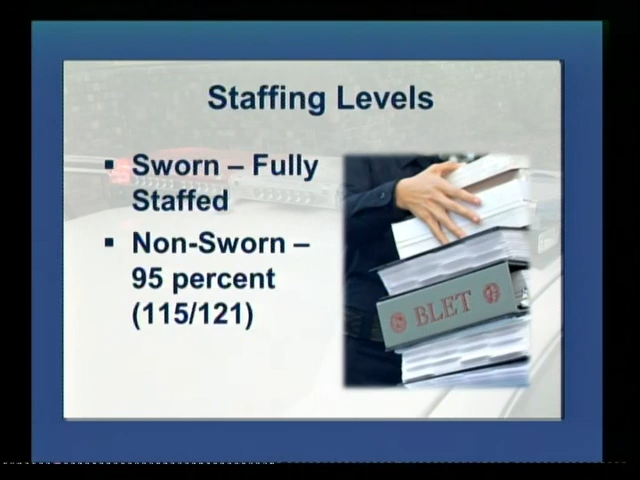 Staffing Levels
▪ Sworn – Fully
Staffed
▪ Non-Sworn –
95 percent
(115/121)
BLET